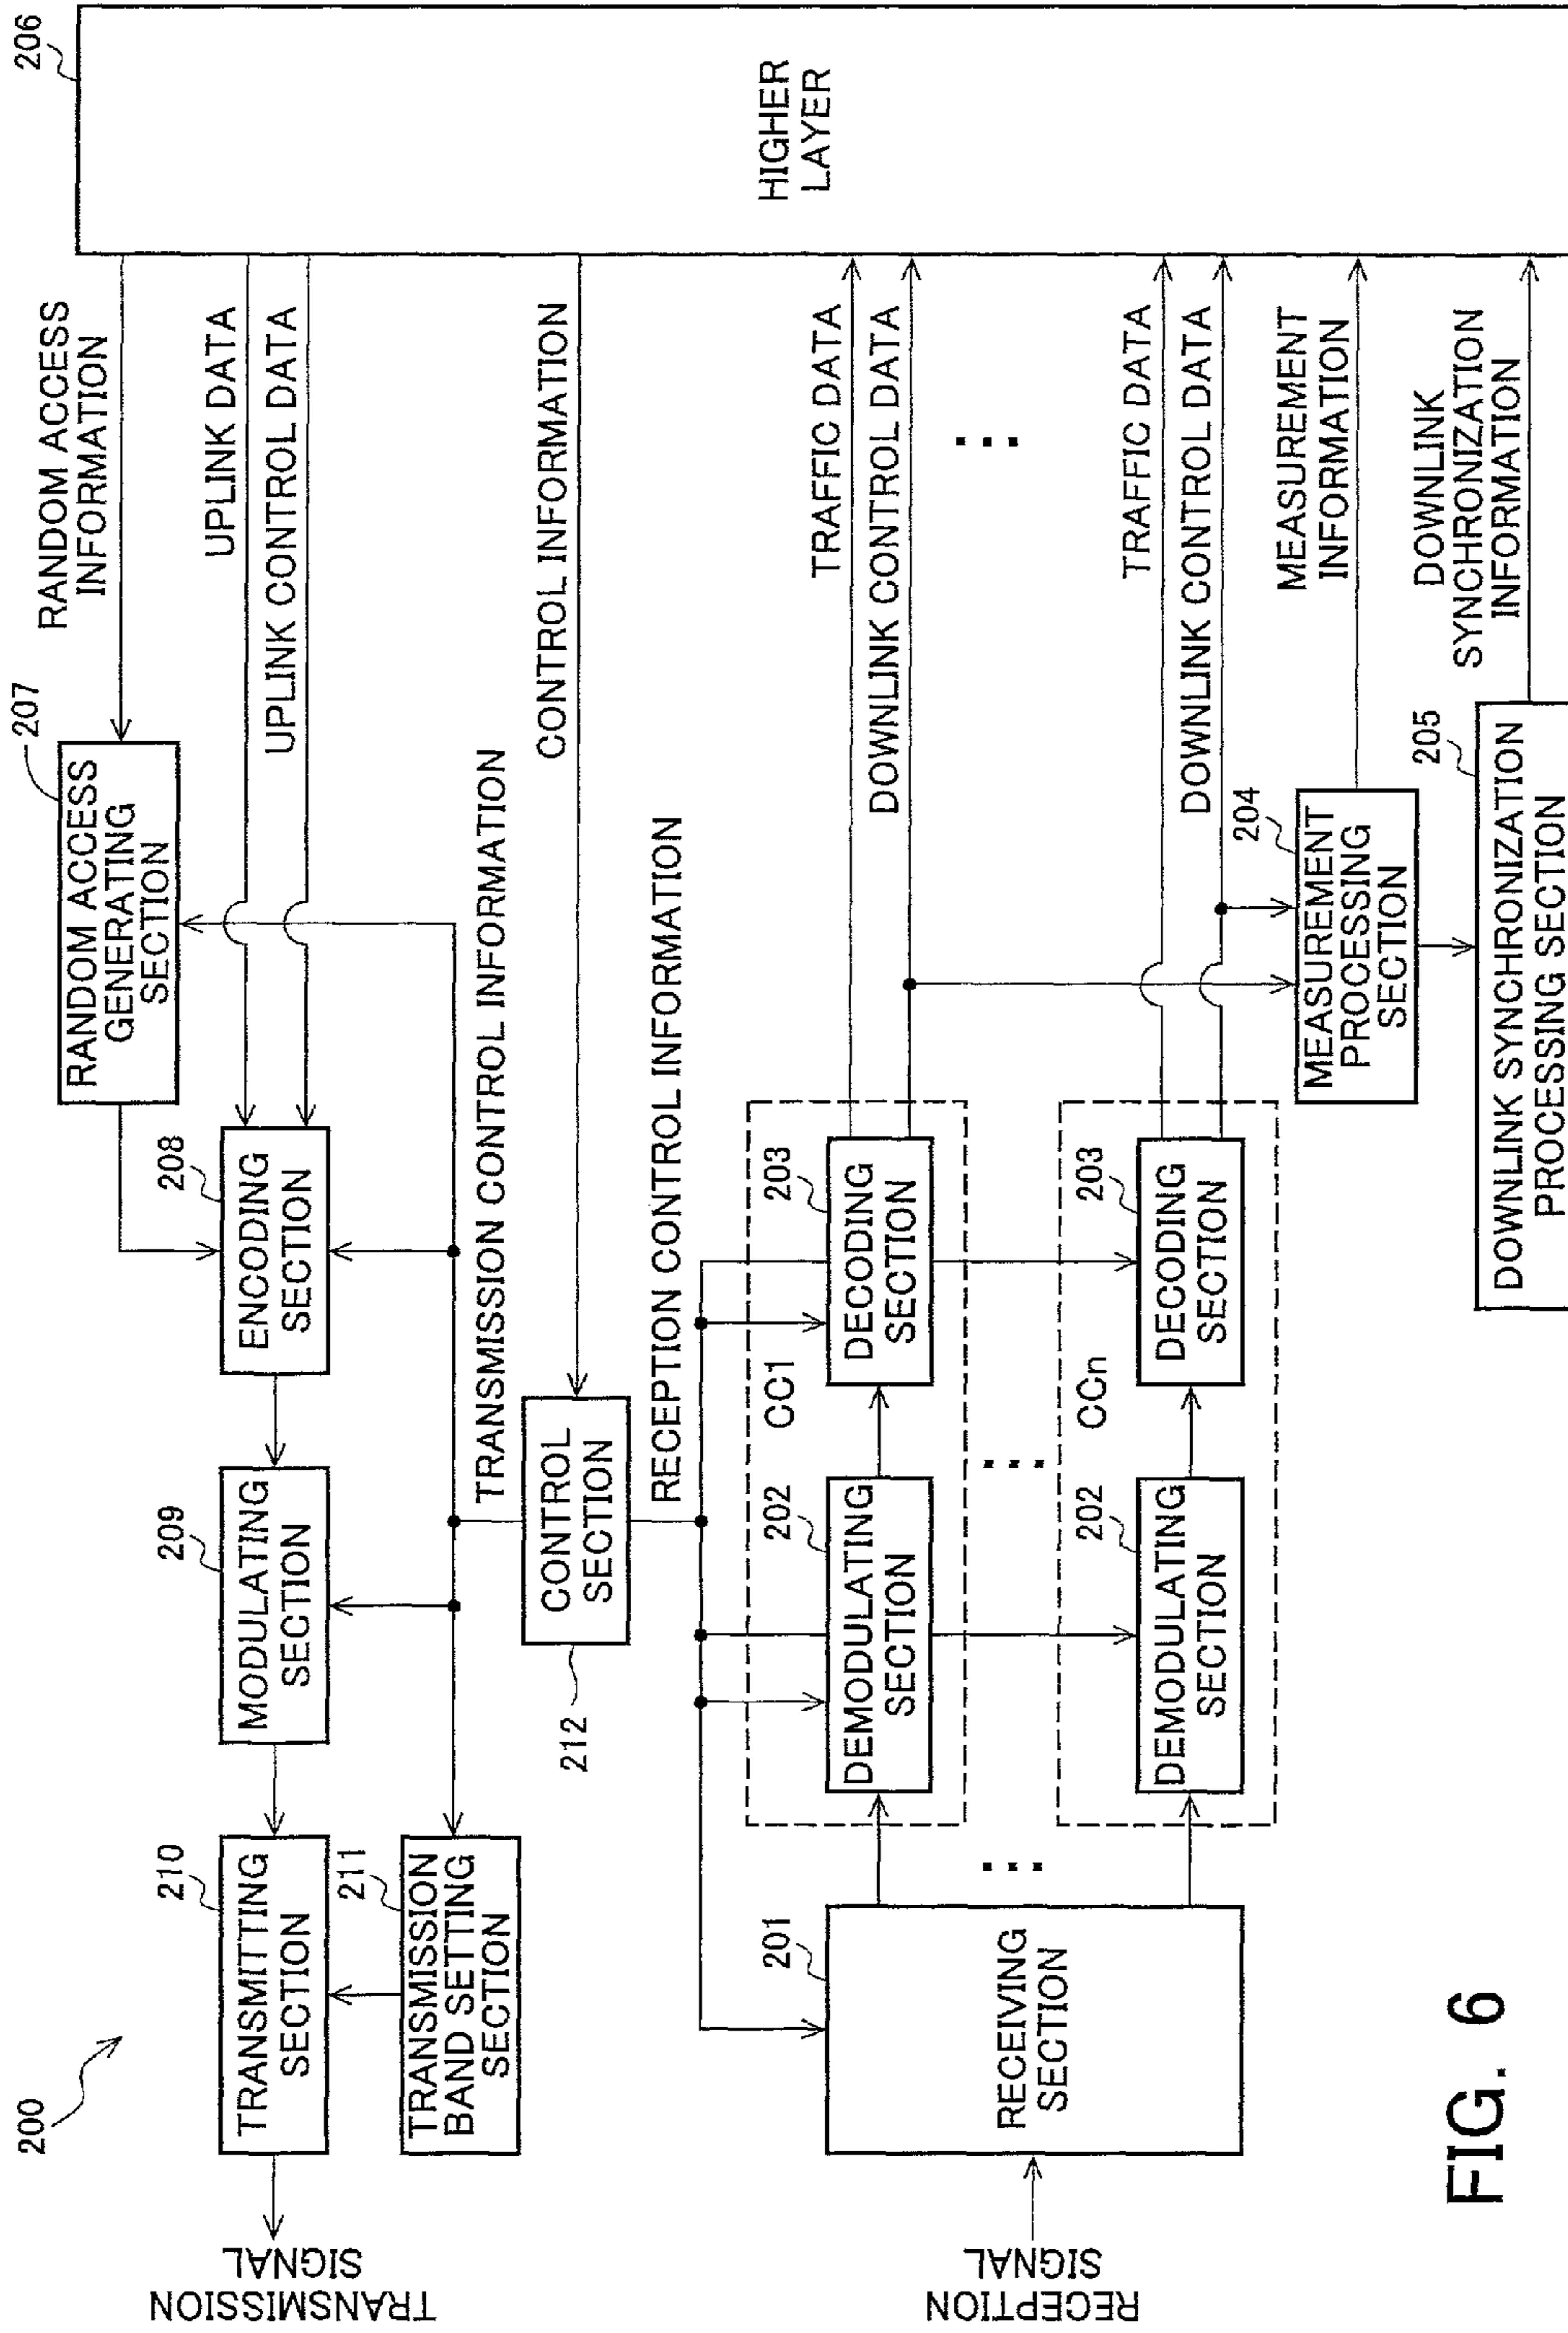 200
206
TRANSMISSION
SIGNAL
210
TRANSMITTING
SECTION
209
MODULATING
SECTION
208
ENCODING
SECTION
207
RANDOM ACCESS
GENERATING
SECTION
RANDOM ACCESS
INFORMATION
UPLINK DATA
UPLINK CONTROL DATA
211
TRANSMISSION
BAND SETTING
SECTION
TRANSMISSION CONTROL INFORMATION
212
CONTROL
SECTION
CONTROL INFORMATION
RECEPTION CONTROL INFORMATION
HIGHER
LAYER
RECEPTION
SIGNAL
201
RECEIVING
SECTION
CC1
202
DEMODULATING
SECTION
203
DECODING
SECTION
TRAFFIC DATA
DOWNLINK CONTROL DATA
...
...
...
CCn
202
DEMODULATING
SECTION
203
DECODING
SECTION
TRAFFIC DATA
DOWNLINK CONTROL DATA
204
MEASUREMENT
PROCESSING
SECTION
MEASUREMENT
INFORMATION
205
DOWNLINK SYNCHRONIZATION
PROCESSING SECTION
DOWNLINK
SYNCHRONIZATION
INFORMATION
FIG. 6